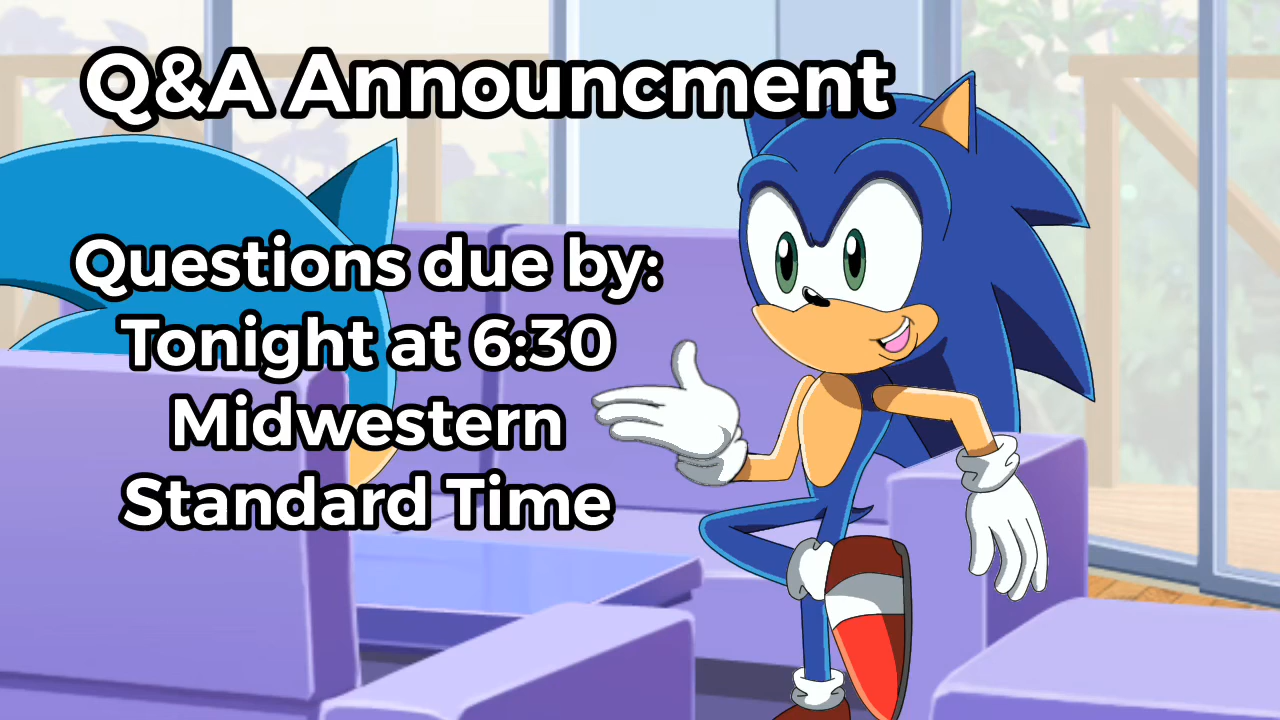 Q&A Announcment
Questions due by:
Tonight at 6:30
Midwestern
Standard Time